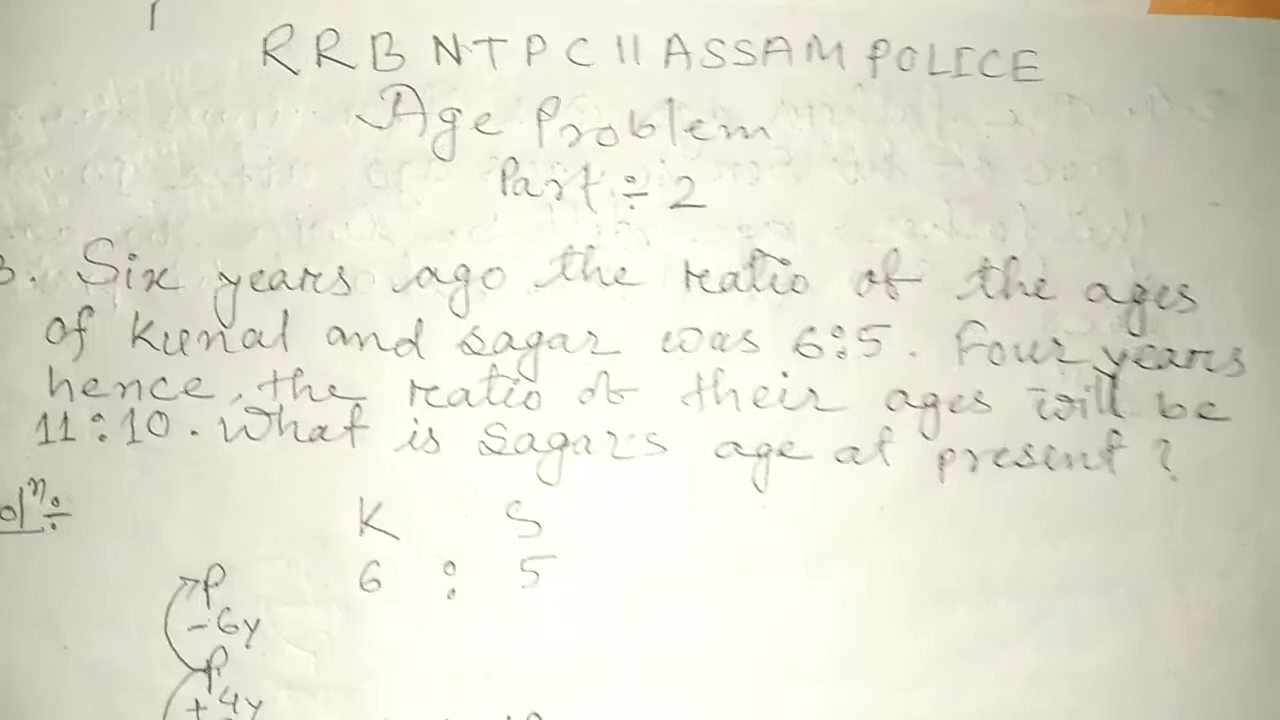 RRB NTPC || ASSAM POLICE
Age Problem
Part ÷ 2
3. Six years ago the ratio of the ages
of Kunal and sagar was 6:5. Four years
hence, the ratio of their ages will be
11:10. What is Sagar's age at present?
Solⁿ÷
K S
6 : 5
P
-6y
P
+4y